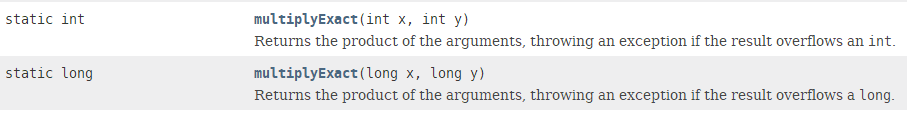 static int multiplyExact(int x, int y)
Returns the product of the arguments, throwing an exception if the result overflows an int.
static long multiplyExact(long x, long y)
Returns the product of the arguments, throwing an exception if the result overflows a long.